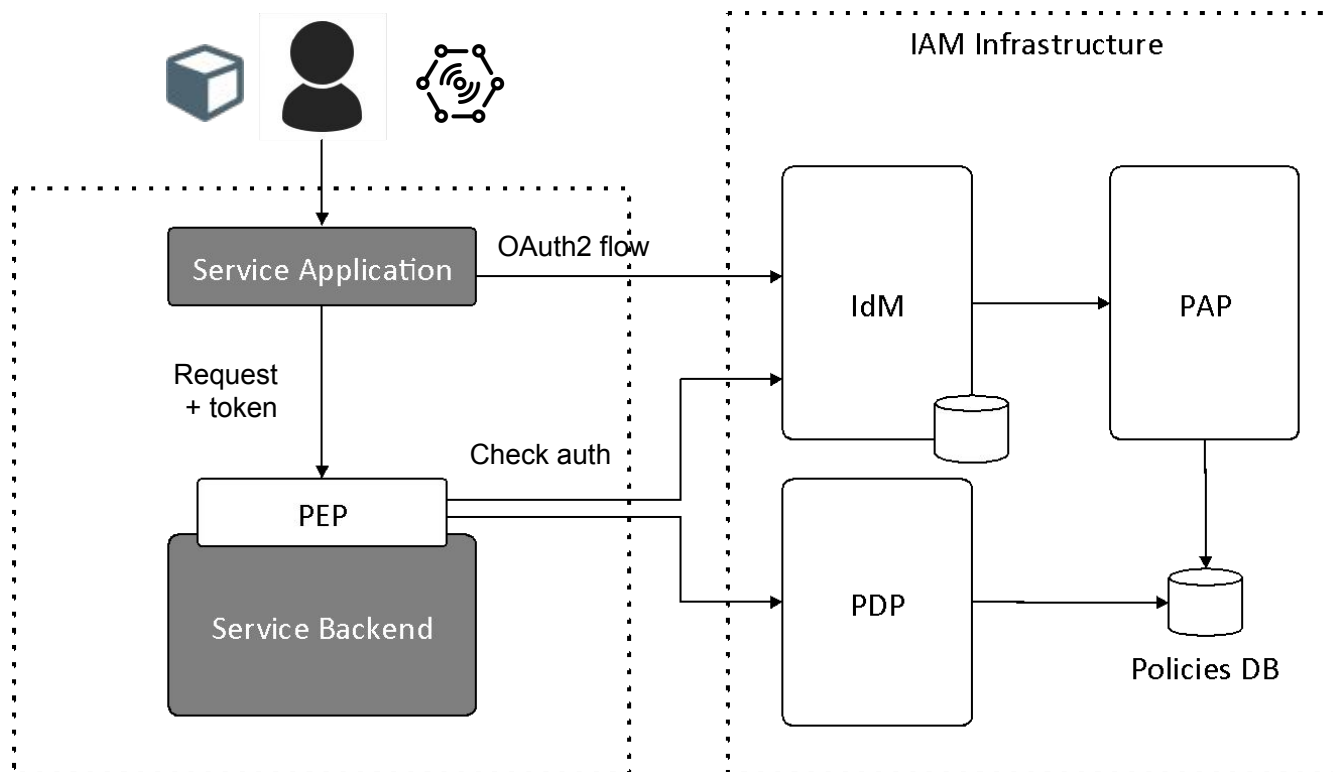 IAM Infrastructure
Service Application
OAuth2 flow
IdM
PAP
Request
+ token
Check auth
PEP
Service Backend
PDP
Policies DB